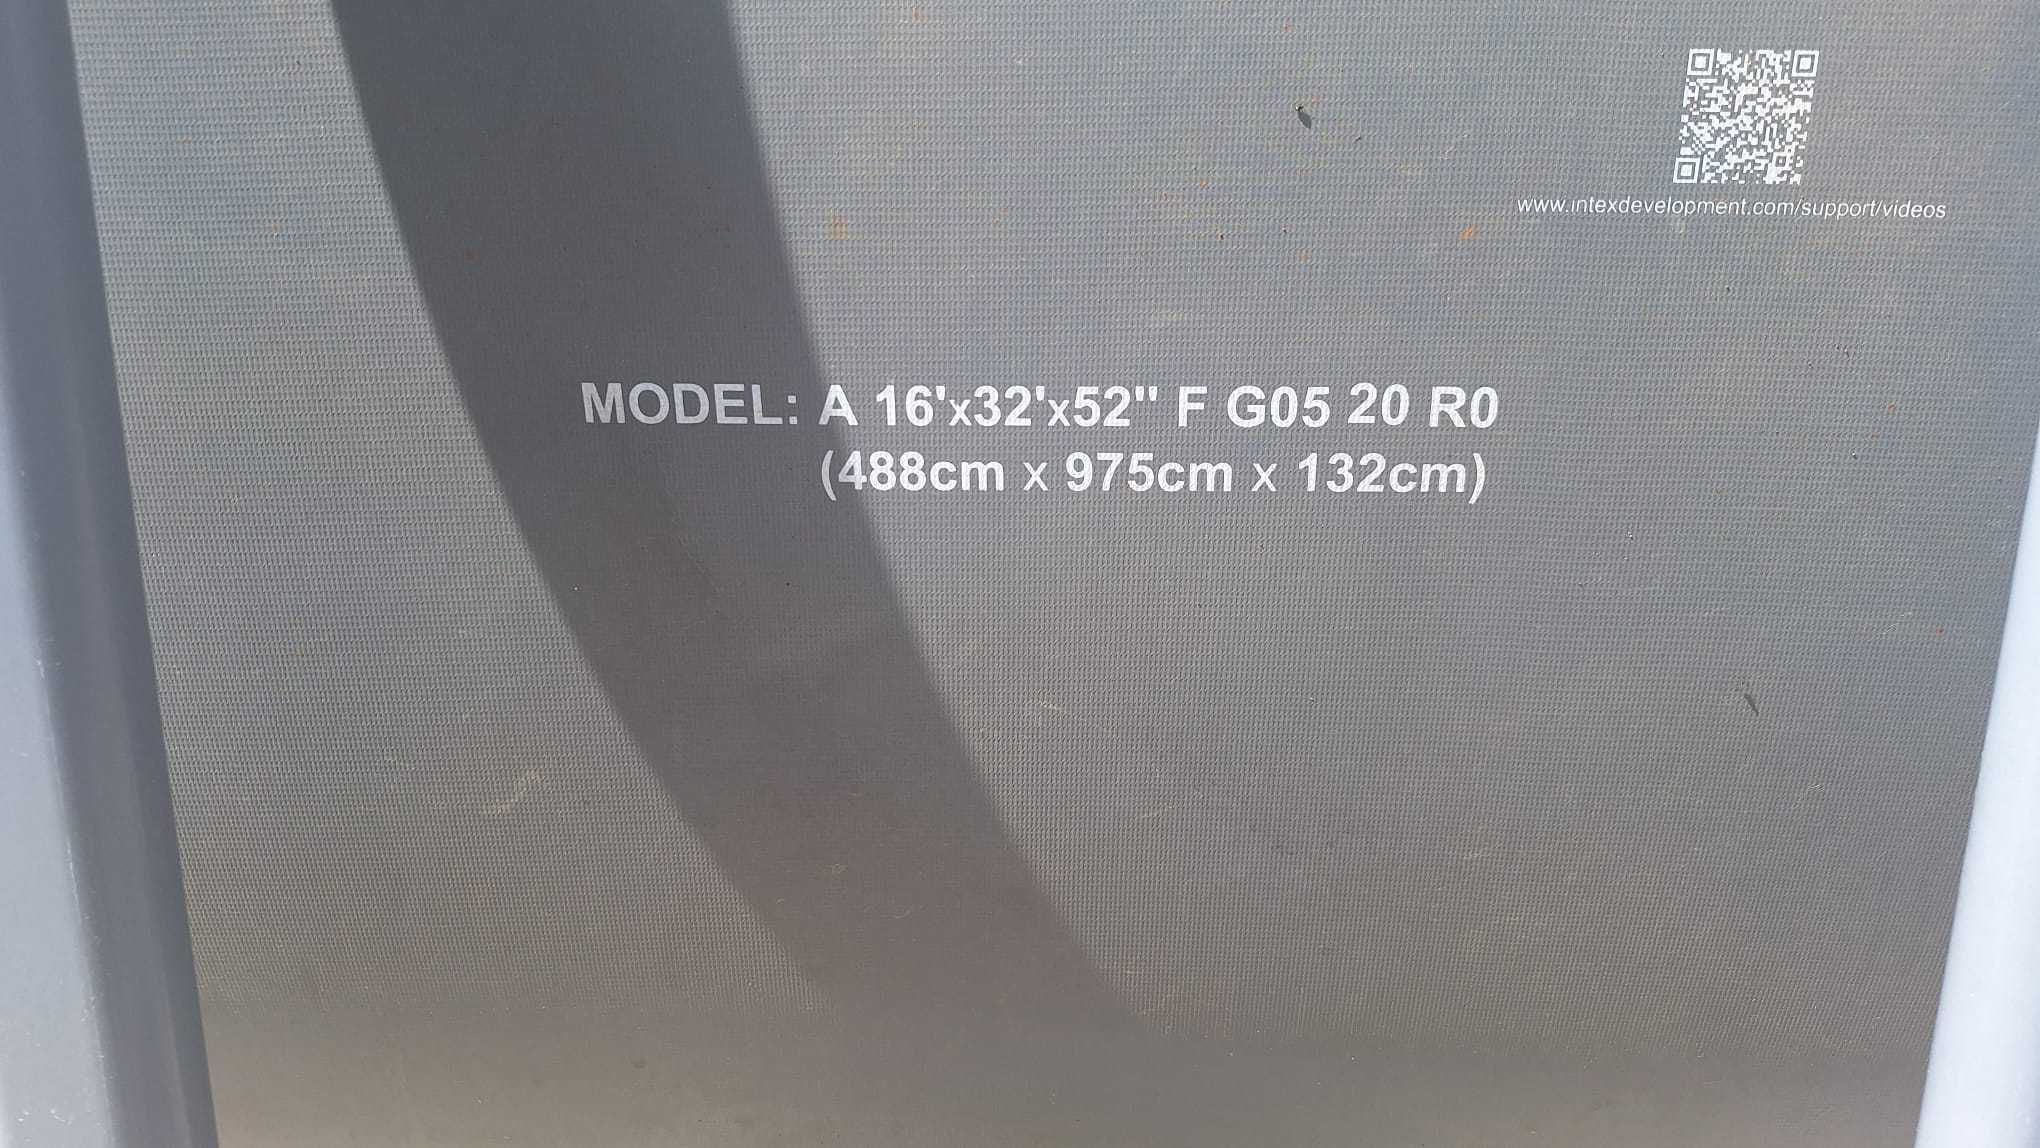 www.intexdevelopment.com/support/videos
MODEL: A 16'x32'x52" F G05 20 R0
(488cm x 975cm x 132cm)